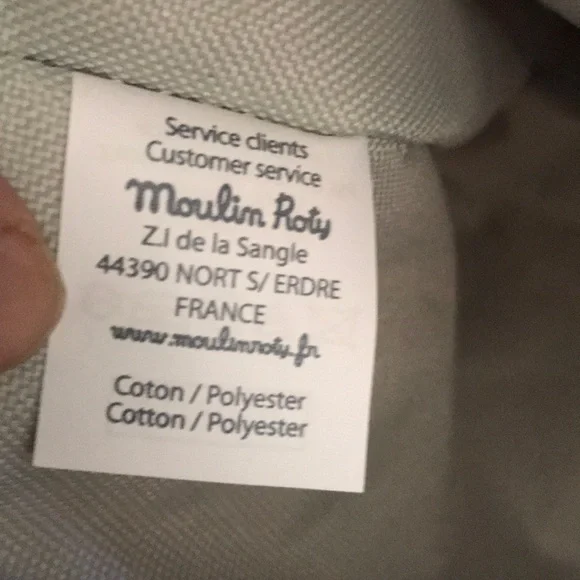 Service clients
Customer service
Moulin Roty
Z.I de la Sangle
44390 NORT S/ ERDRE
FRANCE
www.moulinroty.fr
Coton / Polyester
Cotton / Polyester